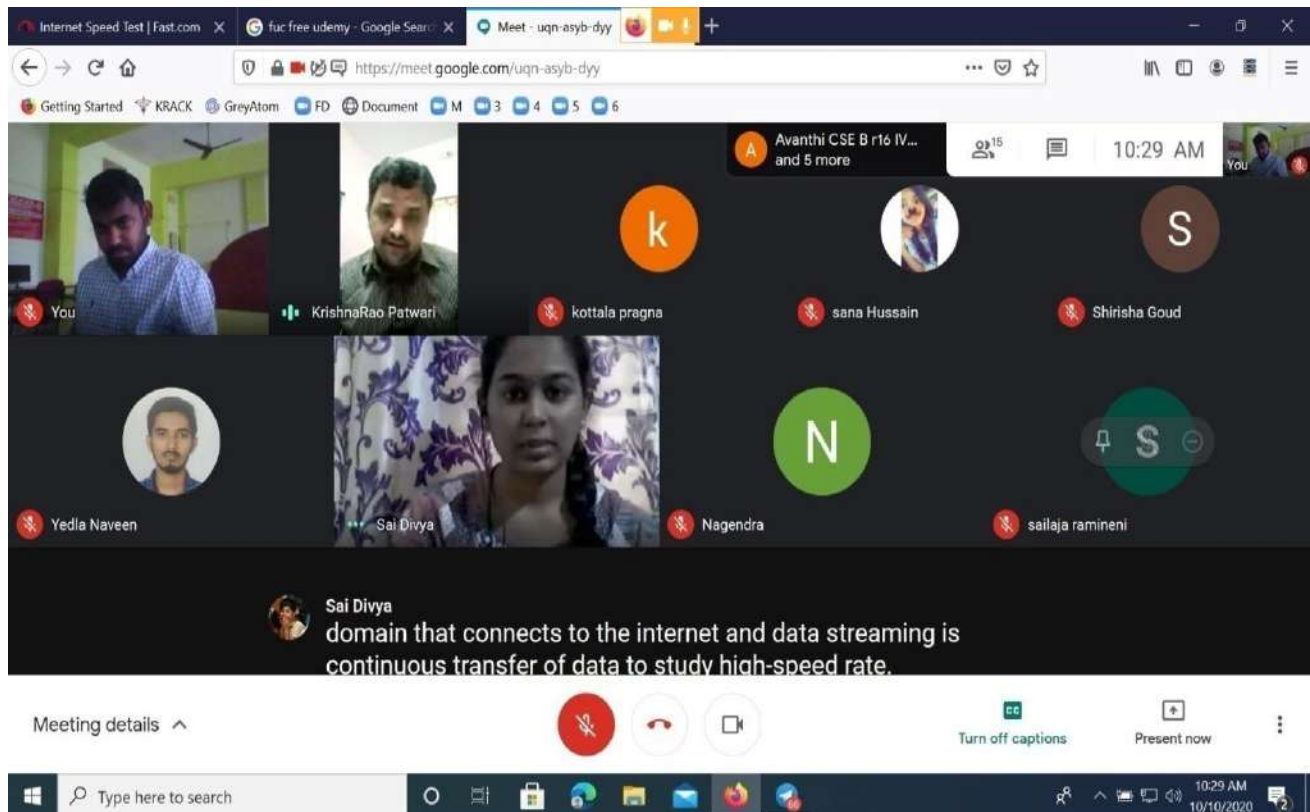 Internet Speed Test | Fast.com
fuc free udemy - Google Searc
Meet - uqn-asyb-dyy
https://meet.google.com/uqn-asyb-dyy
Getting Started KRACK GreyAtom FD Document M 3 4 5 6
A Avanthi CSE B r16 IV...
and 5 more
15
10:29 AM
You
You
KrishnaRao Patwari
k
kottala pragna
sana Hussain
S
Shirisha Goud
Yedla Naveen
Sai Divya
N
Nagendra
S
sailaja ramineni
Sai Divya
domain that connects to the internet and data streaming is
continuous transfer of data to study high-speed rate.
Meeting details
CC
Turn off captions
Present now
Type here to search
10:29 AM
10/10/2020
2